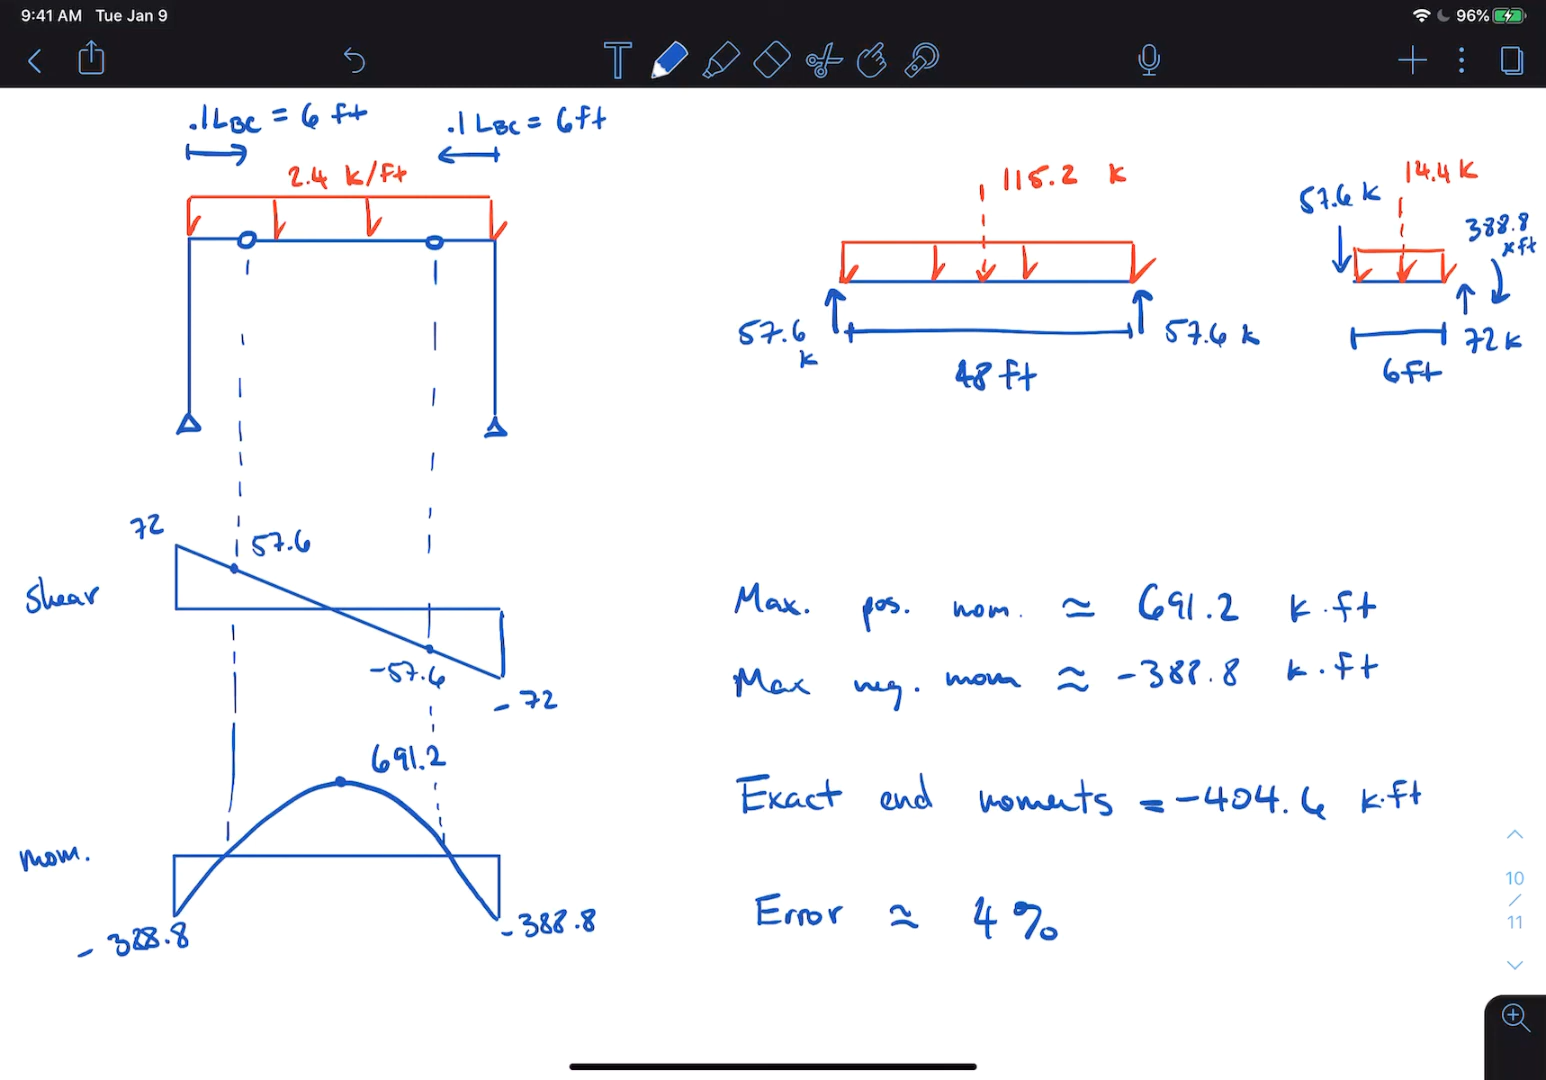 9:41 AM Tue Jan 9
96%
.1LBC = 6 ft
.1 LBC = 6ft
2.4 k/ft
115.2 k
57.6 k
57.6 k
48 ft
57.6 k
14.4 k
388.8 kft
72 k
6ft
Shear
72
57.6
-57.6
-72
mom.
691.2
-388.8
-388.8
Max. pos. mom. ≈ 691.2 k·ft
Max neg. mom ≈ -388.8 k·ft
Exact end moments = -404.6 k·ft
Error ≈ 4%
10
/
11